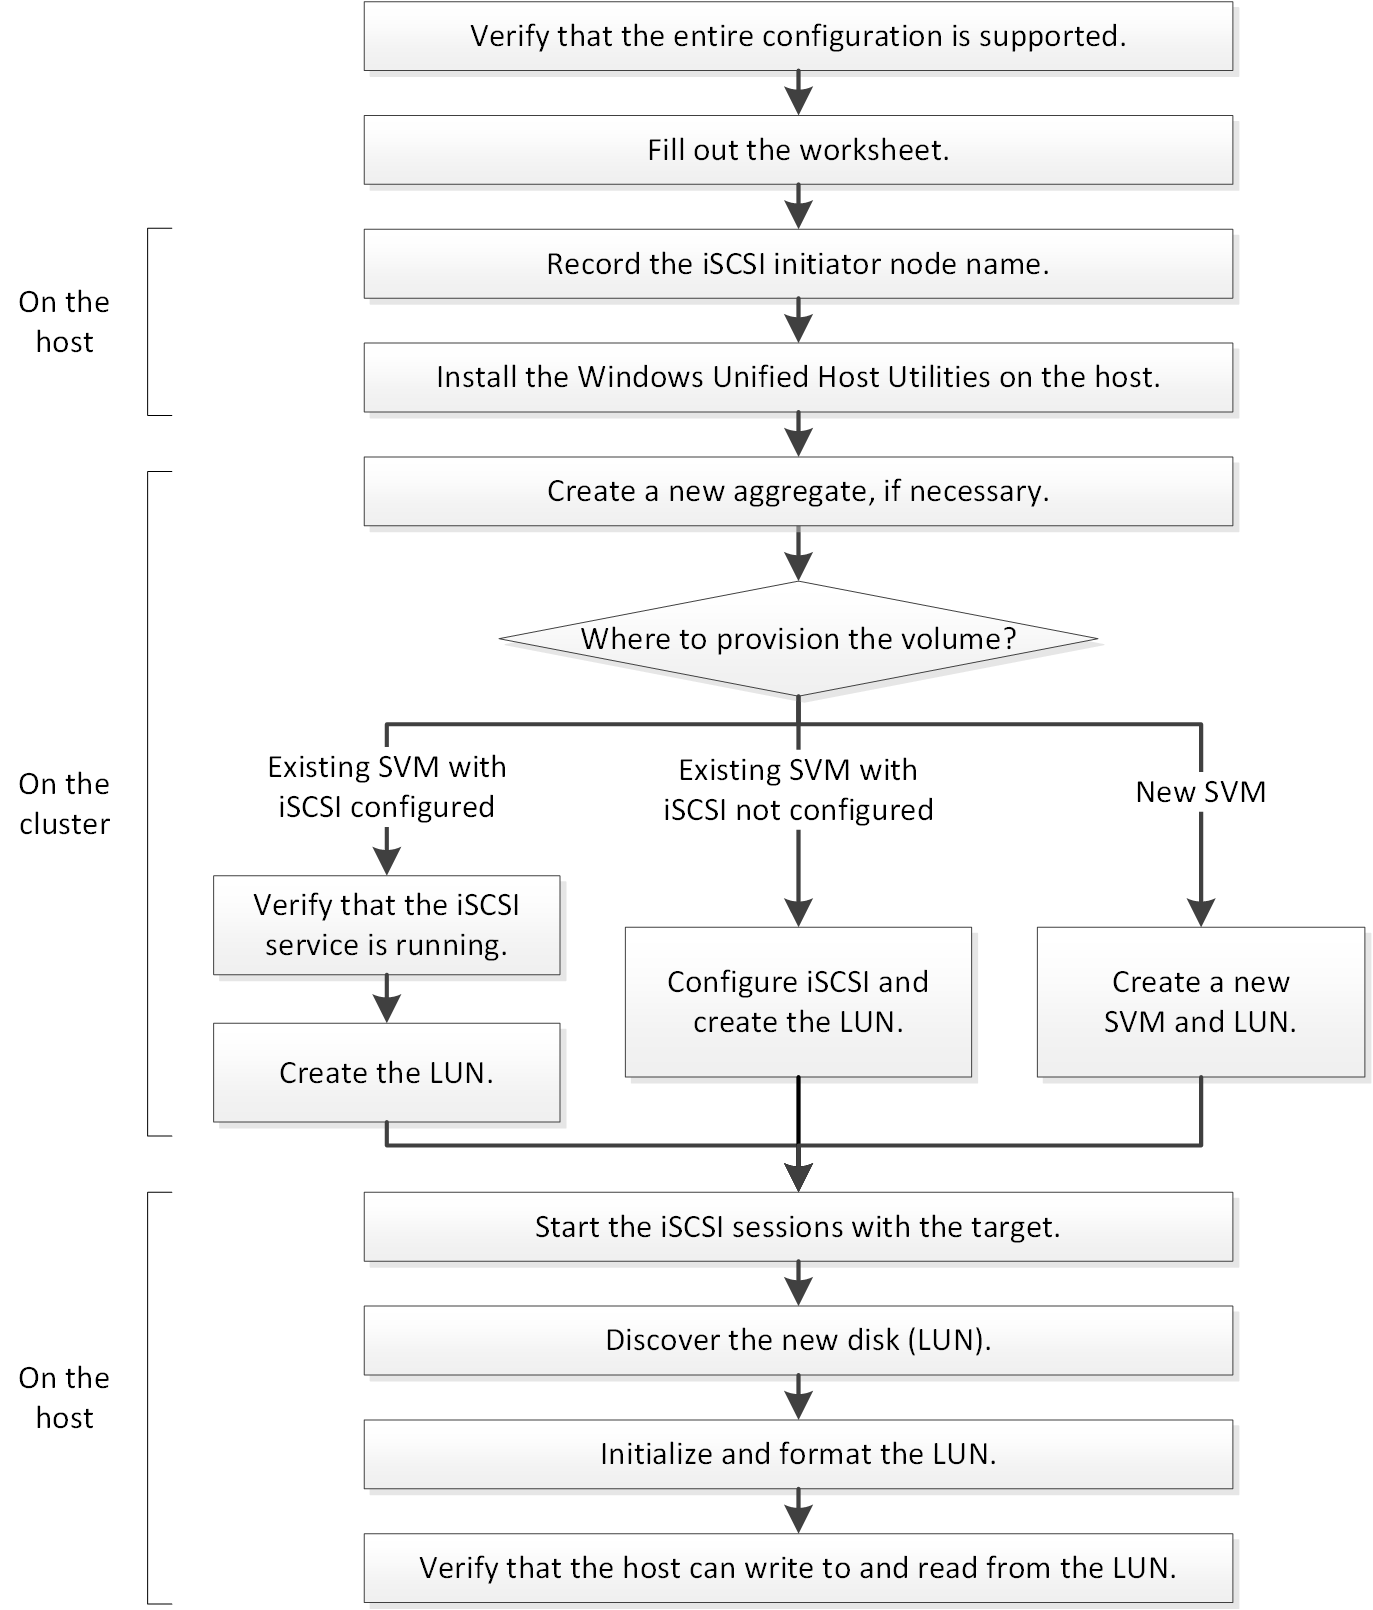 Verify that the entire configuration is supported.
Fill out the worksheet.
On the
host
Record the iSCSI initiator node name.
Install the Windows Unified Host Utilities on the host.
On the
cluster
Create a new aggregate, if necessary.
Where to provision the volume?
Existing SVM with
iSCSI configured
Verify that the iSCSI
service is running.
Create the LUN.
Existing SVM with
iSCSI not configured
Configure iSCSI and
create the LUN.
New SVM
Create a new
SVM and LUN.
On the
host
Start the iSCSI sessions with the target.
Discover the new disk (LUN).
Initialize and format the LUN.
Verify that the host can write to and read from the LUN.